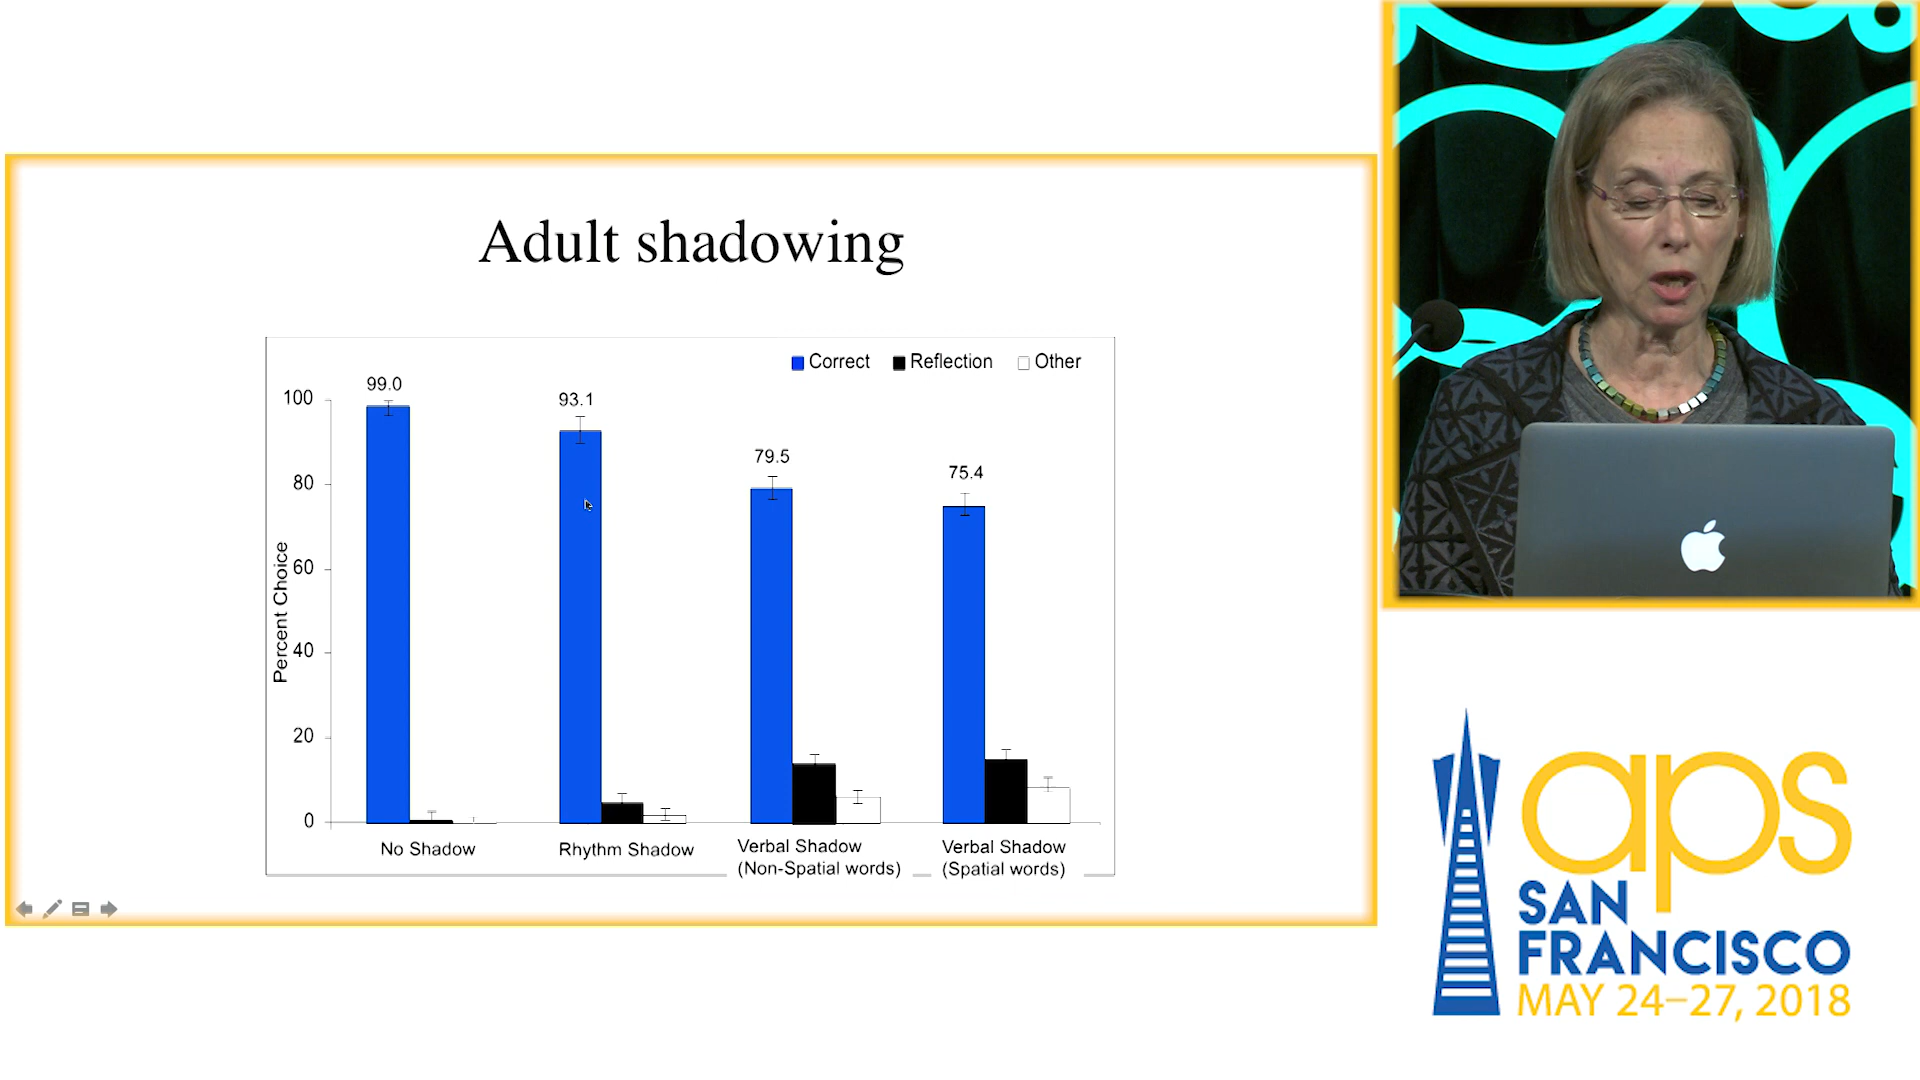 Adult shadowing
Correct Reflection Other
99.0
93.1
79.5
75.4
100
80
60
40
20
0
Percent Choice
No Shadow
Rhythm Shadow
Verbal Shadow
(Non-Spatial words)
Verbal Shadow
(Spatial words)
aps
SAN
FRANCISCO
MAY 24–27, 2018